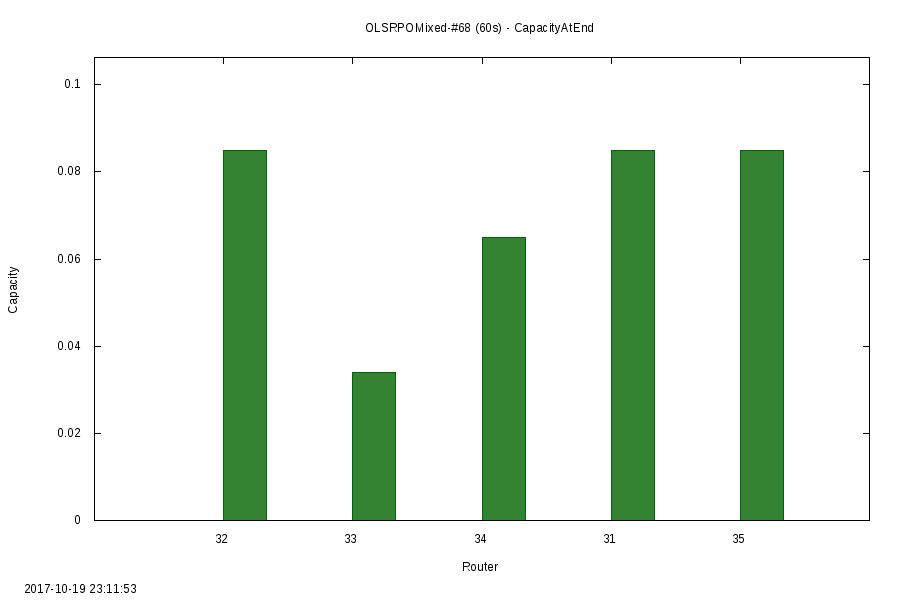 OLSRPOMixed-#68 (60s) - CapacityAtEnd
0.1
0.08
0.06
0.04
0.02
0
Capacity
32 33 34 31 35
Router
2017-10-19 23:11:53